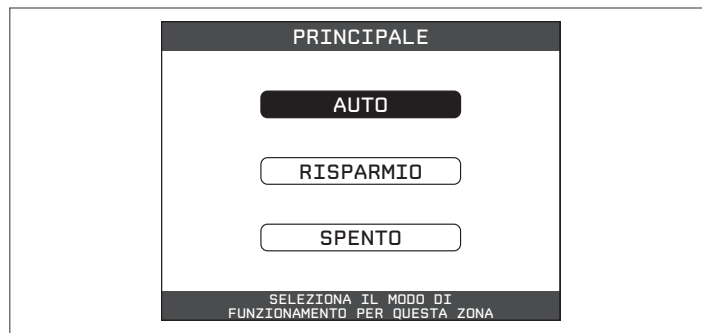 PRINCIPALE
AUTO
RISPARMIO
SPENTO
SELEZIONA IL MODO DI
FUNZIONAMENTO PER QUESTA ZONA